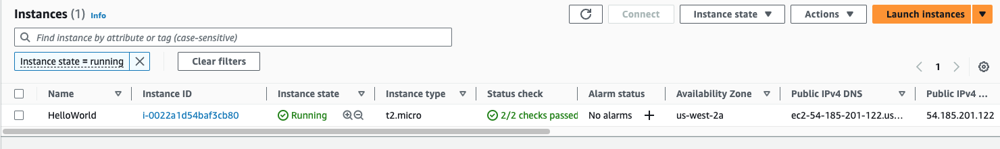 Instances (1) Info
Connect Instance state Actions Launch instances
Find instance by attribute or tag (case-sensitive)
Instance state = running Clear filters
1
Name Instance ID Instance state Instance type Status check Alarm status Availability Zone Public IPv4 DNS Public IPv4 ...
HelloWorld i-0022a1d54baf3cb80 Running t2.micro 2/2 checks passed No alarms us-west-2a ec2-54-185-201-122.us... 54.185.201.122